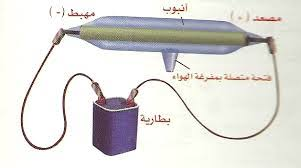 مصعد (+)
أنبوب
مهبط (-)
فتحة متصلة بمفرغة الهواء
بطارية